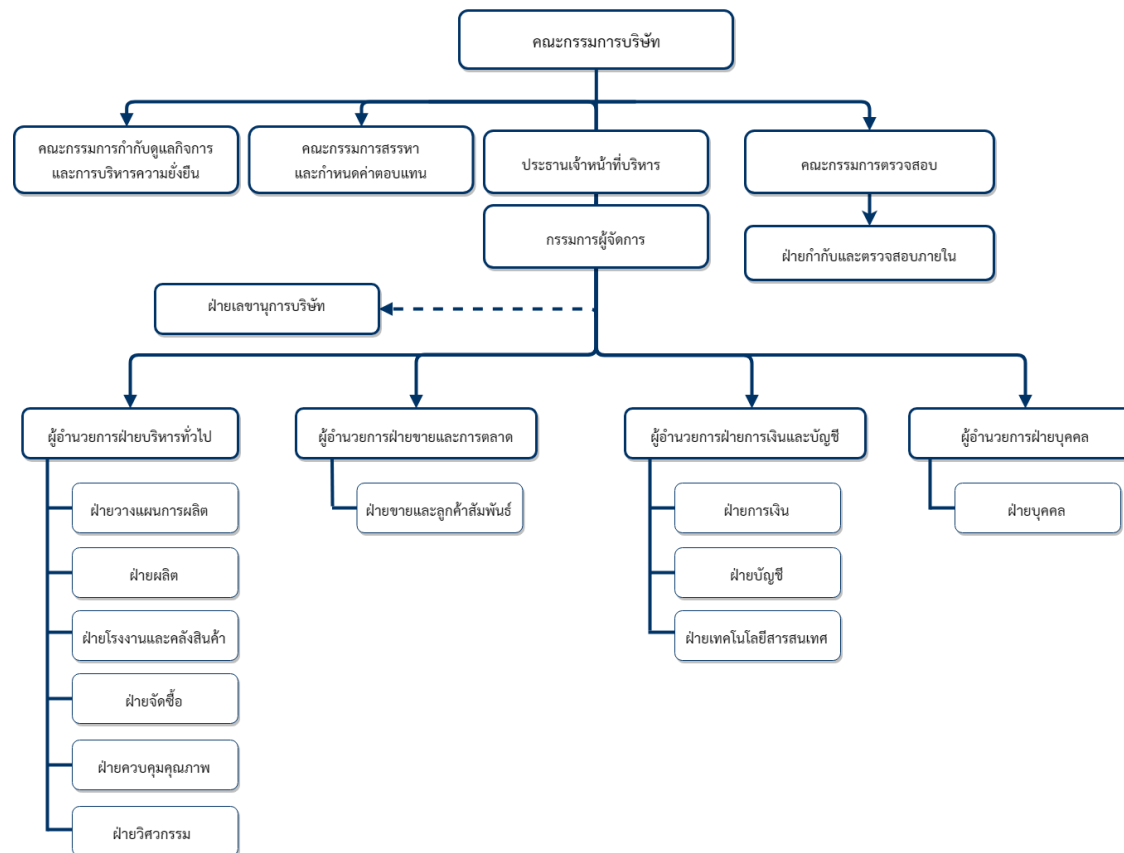 คณะกรรมการบริษัท
คณะกรรมการกำกับดูแลกิจการ
และการบริหารความยั่งยืน
คณะกรรมการสรรหา
และกำหนดค่าตอบแทน
ประธานเจ้าหน้าที่บริหาร
คณะกรรมการตรวจสอบ
กรรมการผู้จัดการ
ฝ่ายกำกับและตรวจสอบภายใน
ฝ่ายเลขานุการบริษัท
ผู้อำนวยการฝ่ายบริหารทั่วไป
ผู้อำนวยการฝ่ายขายและการตลาด
ผู้อำนวยการฝ่ายการเงินและบัญชี
ผู้อำนวยการฝ่ายบุคคล
ฝ่ายวางแผนการผลิต
ฝ่ายผลิต
ฝ่ายโรงงานและคลังสินค้า
ฝ่ายจัดซื้อ
ฝ่ายควบคุมคุณภาพ
ฝ่ายวิศวกรรม
ฝ่ายขายและลูกค้าสัมพันธ์
ฝ่ายการเงิน
ฝ่ายบัญชี
ฝ่ายเทคโนโลยีสารสนเทศ
ฝ่ายบุคคล